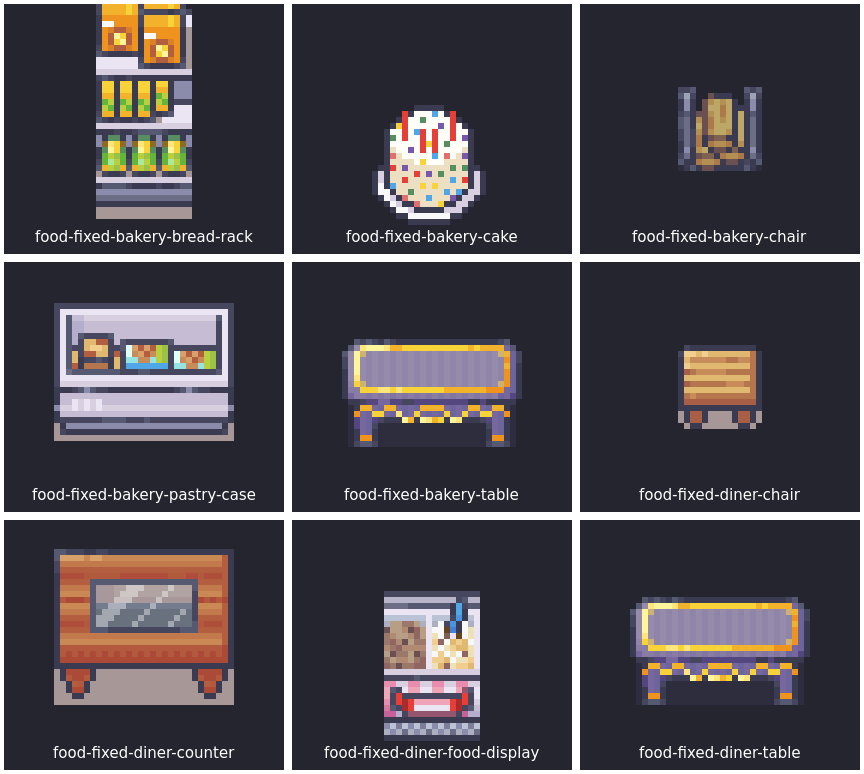 food-fixed-bakery-bread-rack
food-fixed-bakery-cake
food-fixed-bakery-chair
food-fixed-bakery-pastry-case
food-fixed-bakery-table
food-fixed-diner-chair
food-fixed-diner-counter
food-fixed-diner-food-display
food-fixed-diner-table